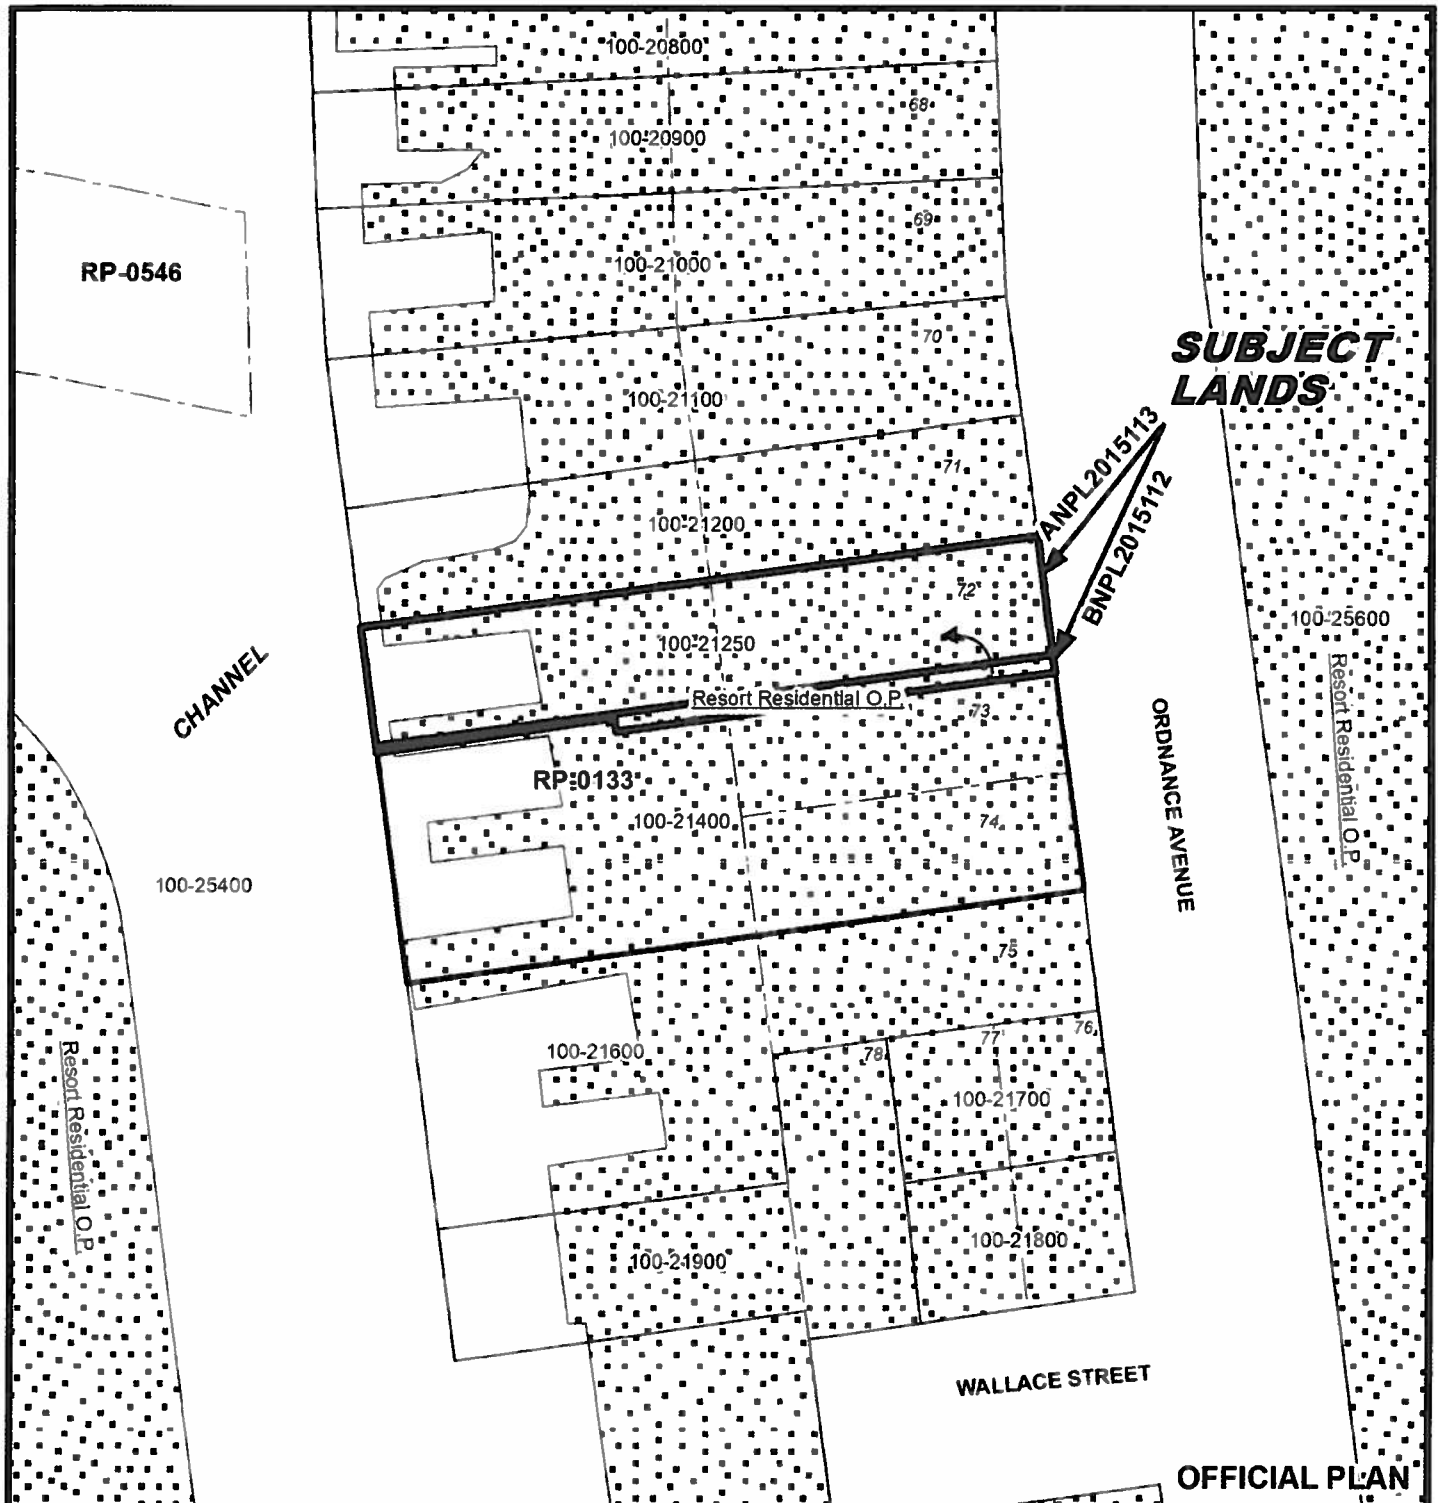 100-20800
68
100-20900
69
RP-0546
100-21000
70
SUBJECT
LANDS
100-21100
ANPL2015113
71
BNPL2015112
100-21200
72
100-25600
100-21250
CHANNEL
Resort Residential O.P.
73
Resort Residential O.P.
ORDNANCE AVENUE
RP-0133
100-21400
74
100-25400
75
76
77
78
100-21600
Resort Residential O.P.
100-21700
100-21800
100-21900
WALLACE STREET
OFFICIAL PLAN